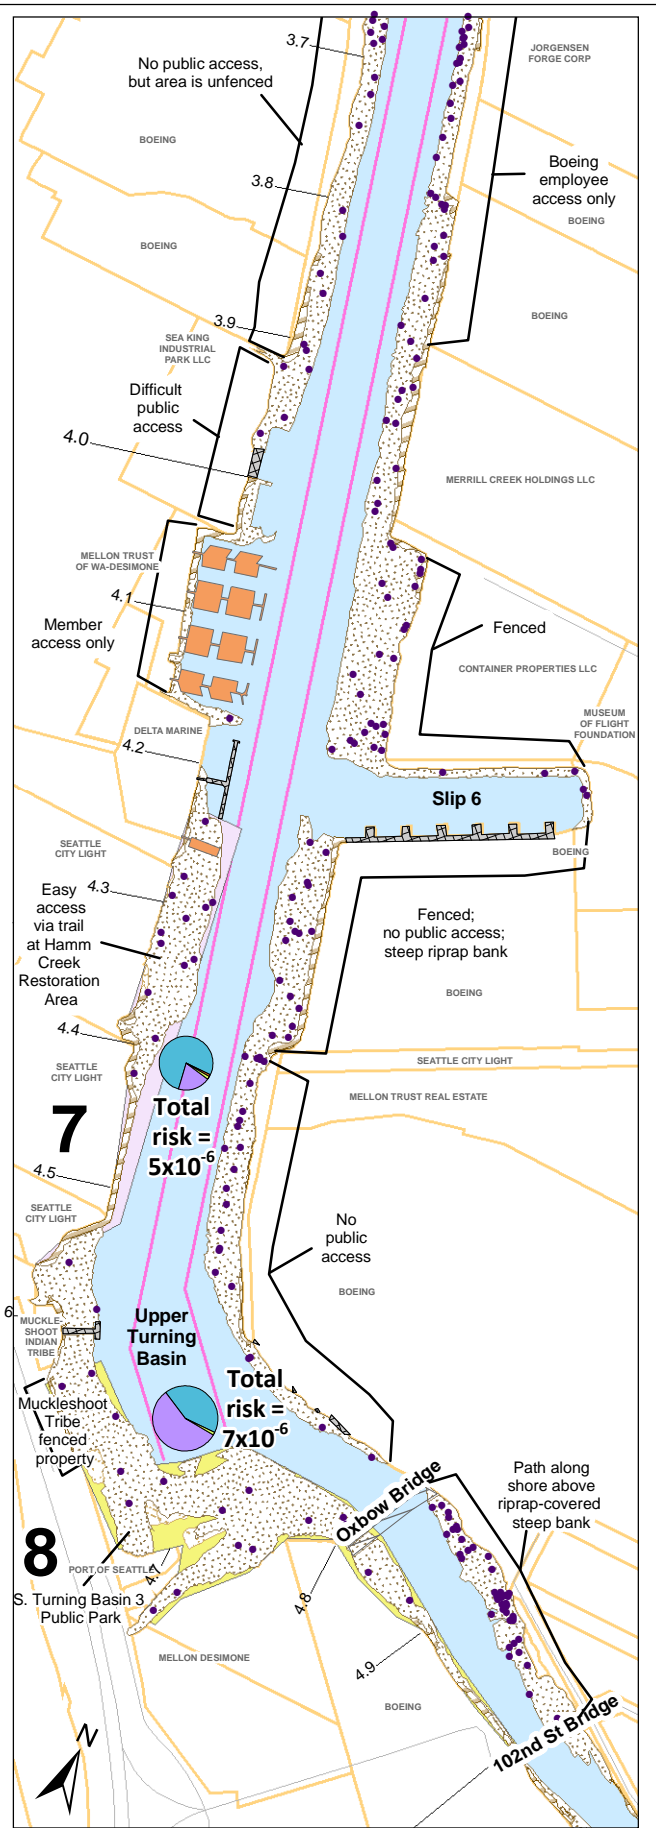 3.7
JORGENSEN
FORGE CORP
No public access,
but area is unfenced
BOEING
Boeing
employee
access only
3.8
BOEING
BOEING
BOEING
3.9
SEA KING
INDUSTRIAL
PARK LLC
Difficult
public
access
4.0
MERRILL CREEK HOLDINGS LLC
MELLON TRUST
OF WA-DESIMONE
4.1
Member
access only
Fenced
CONTAINER PROPERTIES LLC
MUSEUM
OF FLIGHT
FOUNDATION
DELTA MARINE
4.2
Slip 6
SEATTLE
CITY LIGHT
BOEING
4.3
Easy
access
via trail
at Hamm
Creek
Restoration
Area
Fenced;
no public access;
steep riprap bank
BOEING
4.4
SEATTLE CITY LIGHT
SEATTLE
CITY LIGHT
MELLON TRUST REAL ESTATE
7
Total
risk =
5x10-6
4.5
SEATTLE
CITY LIGHT
No
public
access
BOEING
6
MUCKLE-
SHOOT
INDIAN
TRIBE
Upper
Turning
Basin
Total
risk =
7x10-6
Muckleshoot
Tribe
fenced
property
Path along
shore above
riprap-covered
steep bank
Oxbow Bridge
8
PORT OF SEATTLE
4.7
S. Turning Basin 3
Public Park
4.8
MELLON DESIMONE
4.9
BOEING
102nd St Bridge
N